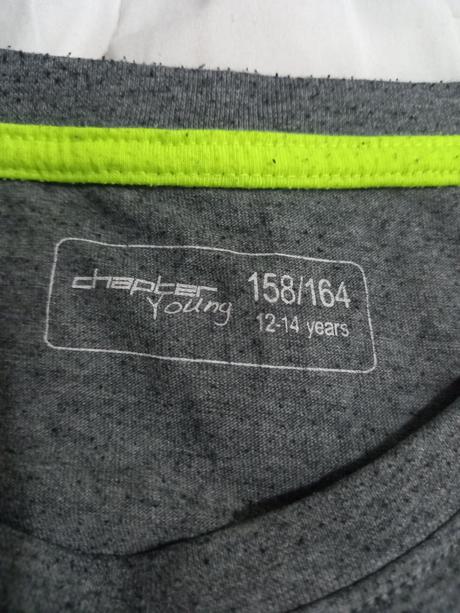 chapter
Young
158/164
12-14 years